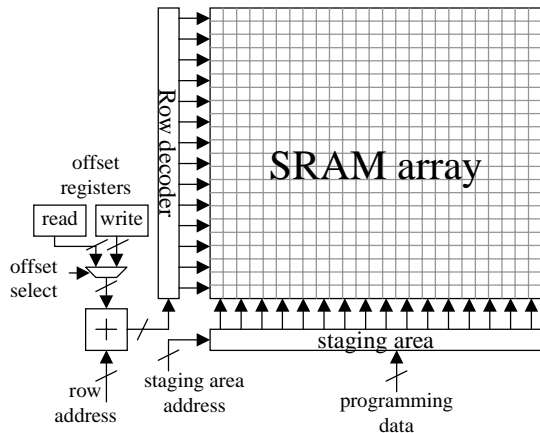 Row decoder
SRAM array
offset
registers
read
write
offset
select
staging area
row
address
staging area
address
programming
data